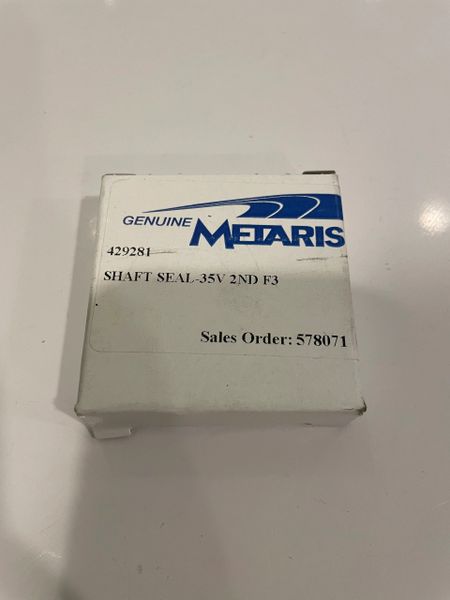 GENUINE METARIS
429281
SHAFT SEAL-35V 2ND F3
Sales Order: 578071